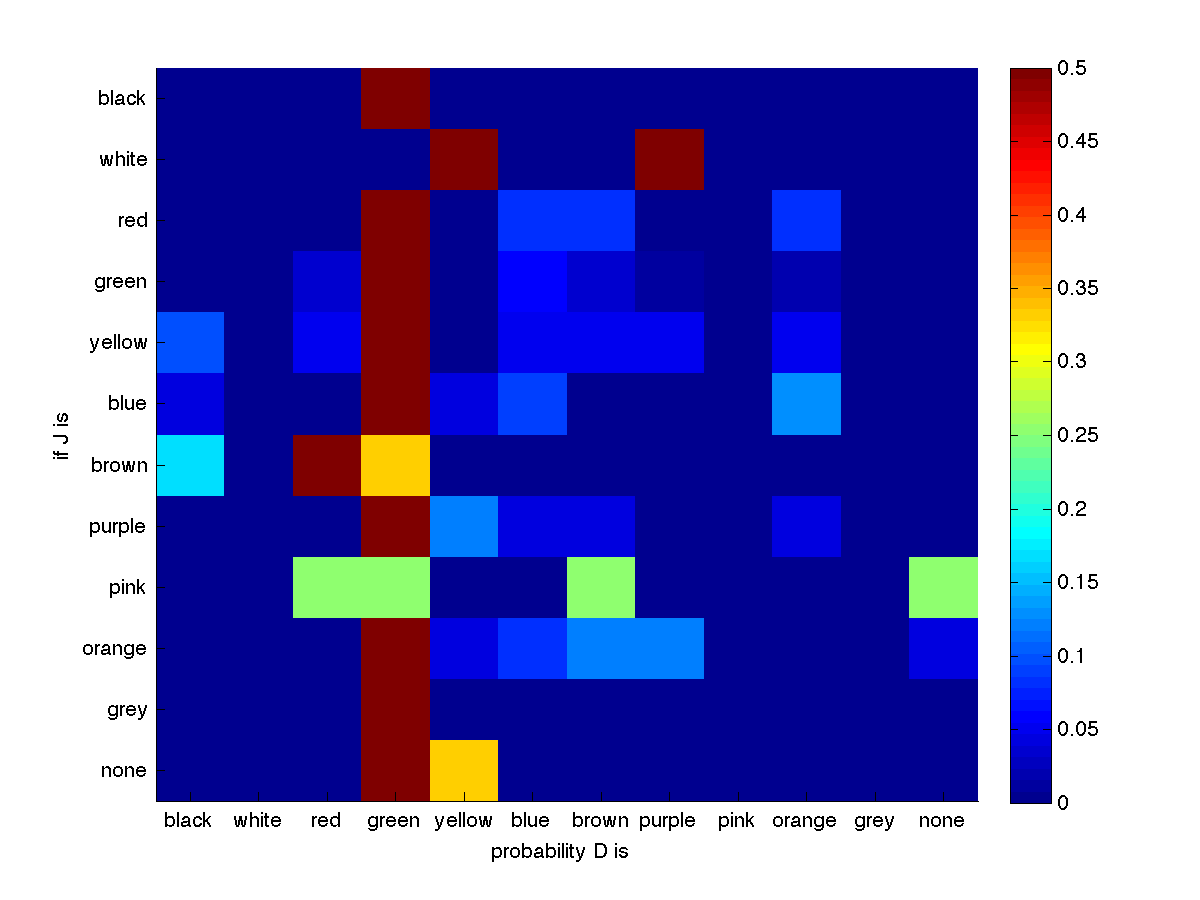 black
white
red
green
yellow
blue
brown
purple
pink
orange
grey
none
if J is
black white red green yellow blue brown purple pink orange grey none
probability D is
0.5
0.45
0.4
0.35
0.3
0.25
0.2
0.15
0.1
0.05
0